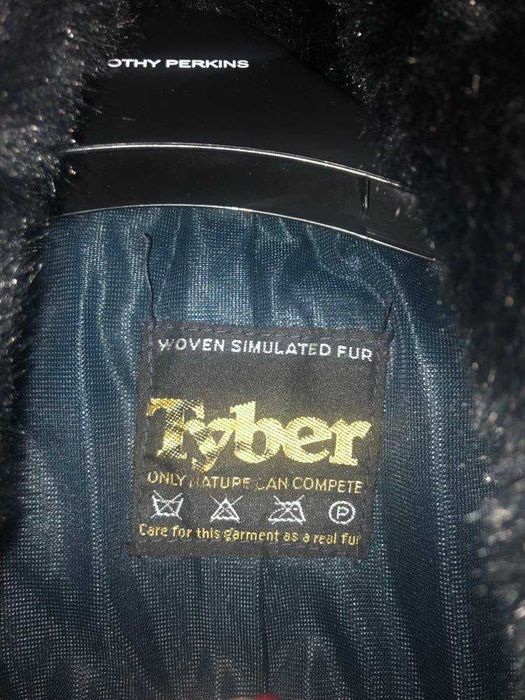 OTHY PERKINS
WOVEN SIMULATED FUR
Tyber
ONLY NATURE CAN COMPETE
P
Care for this garment as a real fur